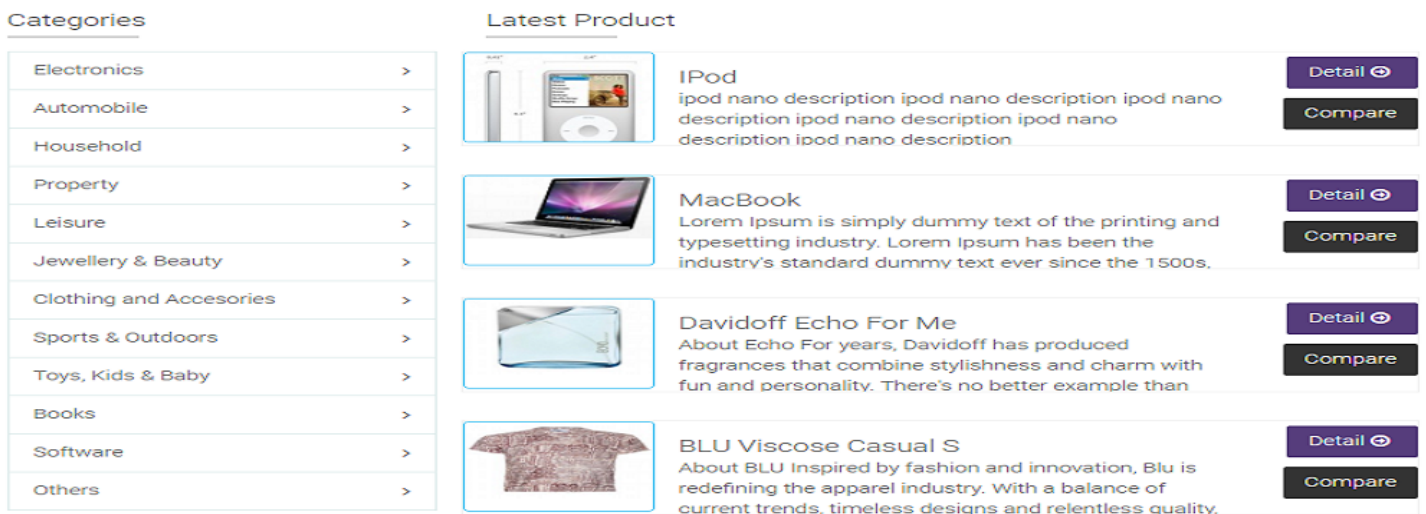 Categories
Electronics
Automobile
Household
Property
Leisure
Jewellery & Beauty
Clothing and Accesories
Sports & Outdoors
Toys, Kids & Baby
Books
Software
Others
Latest Product
IPod
ipod nano description ipod nano description ipod nano
description ipod nano description ipod nano
description ipod nano description
Detail
Compare
MacBook
Lorem Ipsum is simply dummy text of the printing and
typesetting industry. Lorem Ipsum has been the
industry's standard dummy text ever since the 1500s,
Detail
Compare
Davidoff Echo For Me
About Echo For years, Davidoff has produced
fragrances that combine stylishness and charm with
fun and personality. There's no better example than
Detail
Compare
BLU Viscose Casual S
About BLU Inspired by fashion and innovation, Blu is
redefining the apparel industry. With a balance of
current trends, timeless designs and relentless quality,
Detail
Compare